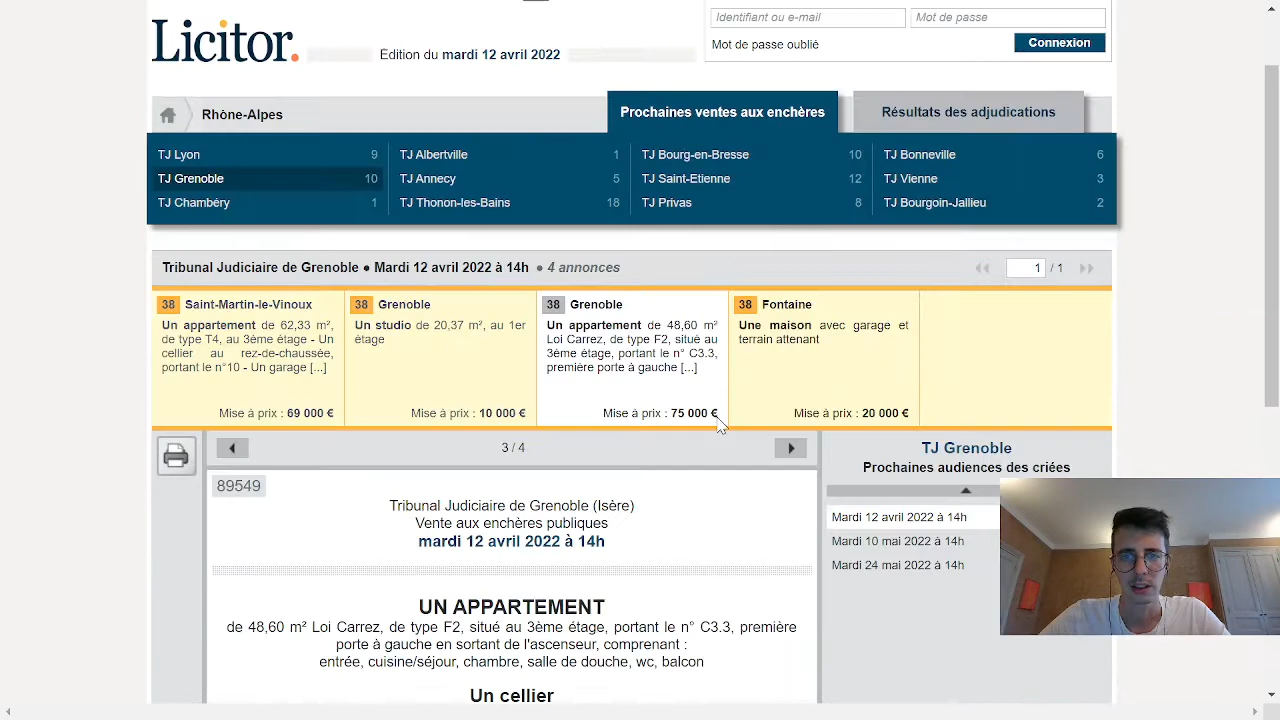 Licitor.
Édition du mardi 12 avril 2022
Identifiant ou e-mail
Mot de passe
Mot de passe oublié
Connexion
Rhône-Alpes
Prochaines ventes aux enchères
Résultats des adjudications
TJ Lyon 9
TJ Albertville 1
TJ Bourg-en-Bresse 10
TJ Bonneville 6
TJ Grenoble 10
TJ Annecy 5
TJ Saint-Etienne 12
TJ Vienne 3
TJ Chambéry 1
TJ Thonon-les-Bains 18
TJ Privas 8
TJ Bourgoin-Jallieu 2
Tribunal Judiciaire de Grenoble ● Mardi 12 avril 2022 à 14h ● 4 annonces
1 / 1
38 Saint-Martin-le-Vinoux
Un appartement de 62,33 m²,
de type T4, au 3ème étage - Un
cellier au rez-de-chaussée,
portant le n°10 - Un garage [...]
Mise à prix : 69 000 €
38 Grenoble
Un studio de 20,37 m², au 1er
étage
Mise à prix : 10 000 €
38 Grenoble
Un appartement de 48,60 m²
Loi Carrez, de type F2, situé au
3ème étage, portant le n° C3.3,
première porte à gauche [...]
Mise à prix : 75 000 €
38 Fontaine
Une maison avec garage et
terrain attenant
Mise à prix : 20 000 €
3 / 4
89549
Tribunal Judiciaire de Grenoble (Isère)
Vente aux enchères publiques
mardi 12 avril 2022 à 14h
UN APPARTEMENT
de 48,60 m² Loi Carrez, de type F2, situé au 3ème étage, portant le n° C3.3, première
porte à gauche en sortant de l'ascenseur, comprenant :
entrée, cuisine/séjour, chambre, salle de douche, wc, balcon
Un cellier
TJ Grenoble
Prochaines audiences des criées
Mardi 12 avril 2022 à 14h
Mardi 10 mai 2022 à 14h
Mardi 24 mai 2022 à 14h